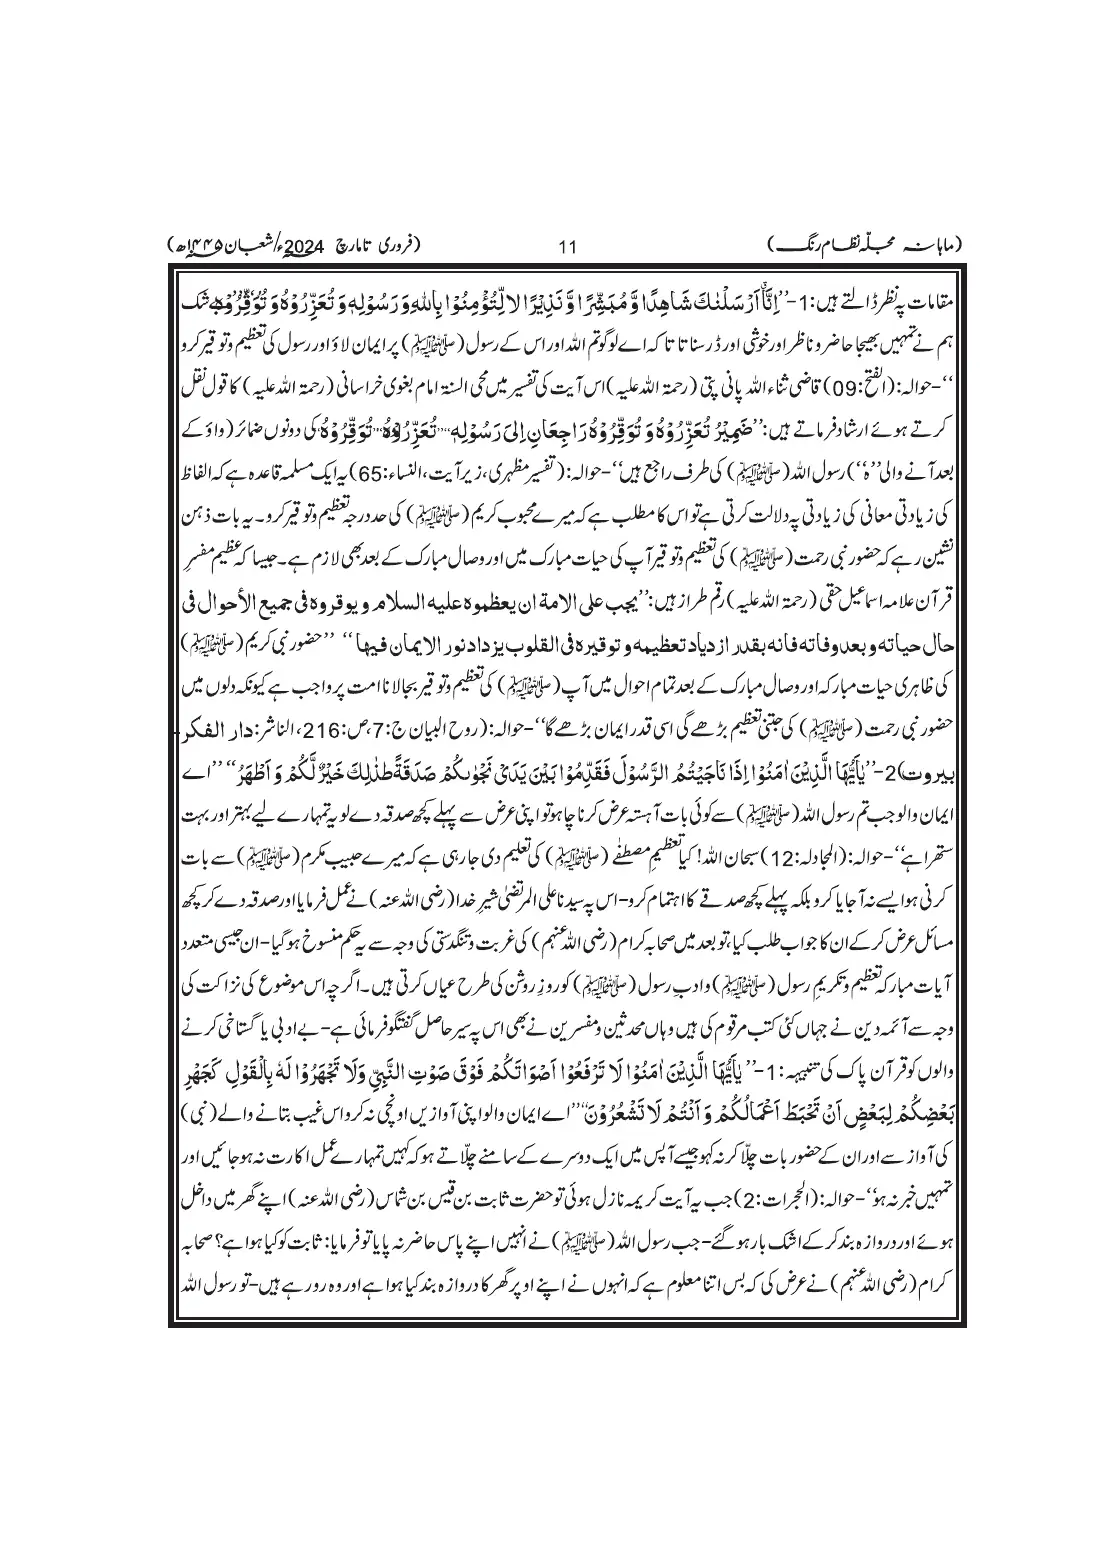 (ماہانہ مجلّہ نظام رنگ) 11 (فروری تا مارچ 2024ء/شعبان ۱۴۴۵ھ)
مقامات پہ نظر ڈالتے ہیں:1-’’اِنَّاۤ اَرْسَلْنٰكَ شَاهِدًا وَّ مُبَشِّرًا وَّ نَذِیْرًا لا لِّتُؤْمِنُوْا بِاللهِ وَ رَسُوْلِهٖ وَ تُعَزِّرُوْهُ وَ تُوَقِّرُوْهُ بے شک
ہم نے تمہیں بھیجا حاضر و ناظر اور خوشی اور ڈر سناتا تا کہ اے لوگو تم اللہ اور اس کے رسول (ﷺ) پر ایمان لاؤ اور رسول کی تعظیم و توقیر کرو
‘‘-حوالہ:(الفتح:09) قاضی ثناء اللہ پانی پتی (رحمۃ اللہ علیہ)اس آیت کی تفسیر میں محی السنۃ امام بغوی خراسانی (رحمۃ اللہ علیہ) کا قول نقل
کرتے ہوئے ارشاد فرماتے ہیں:’’ضَمِیْرُ تُعَزِّرُوْهُ وَ تُوَقِّرُوْهُ رَاجِعَانِ اِلیٰ رَسُوْلِهٖ‘‘’’تُعَزِّرُوْهُ‘‘’’تُوَقِّرُوْهُ‘‘کی دونوں ضمائر (واؤ کے
بعد آنے والی’’ہٗ‘‘) رسول اللہ (ﷺ) کی طرف راجع ہیں‘‘-حوالہ:(تفسیر مظہری، زیر آیت، النساء:65)یہ ایک مسلمہ قاعدہ ہے کہ الفاظ
کی زیادتی معانی کی زیادتی پہ دلالت کرتی ہے تو اس کا مطلب ہے کہ میرے محبوب کریم (ﷺ) کی حد درجہ تعظیم و توقیر کرو۔ یہ بات ذہن
نشین رہے کہ حضور نبی رحمت (ﷺ) کی تعظیم و توقیر آپ کی حیات مبارک میں اور وصال مبارک کے بعد بھی لازم ہے۔ جیسا کہ عظیم مفسرِ
قرآن علامہ اسماعیل حقی (رحمۃ اللہ علیہ) رقم طراز ہیں:’’یجب علی الامة ان یعظموه علیه السلام و یوقروه فی جمیع الأحوال فی
حال حیاته و بعد وفاته فانه بقدر ازدیاد تعظیمه و توقیره فی القلوب یزداد نور الایمان فیها‘‘ ’’حضور نبی کریم (ﷺ)
کی ظاہری حیات مبارکہ اور وصال مبارک کے بعد تمام احوال میں آپ (ﷺ) کی تعظیم و توقیر بجا لانا امت پر واجب ہے کیونکہ دلوں میں
حضور نبی رحمت (ﷺ) کی جتنی تعظیم بڑھے گی اسی قدر ایمان بڑھے گا‘‘-حوالہ:(روح البیان ج:7،ص:216، الناشر: دار الفکر-
بیروت)2-’’یٰۤاَیُّهَا الَّذِیْنَ اٰمَنُوْا اِذَا نَاجَیْتُمُ الرَّسُوْلَ فَقَدِّمُوْا بَیْنَ یَدَیْ نَجْوٰىكُمْ صَدَقَةًؕ ذٰلِكَ خَیْرٌ لَّكُمْ وَ اَطْهَرُ‘‘ ’’اے
ایمان والو جب تم رسول اللہ (ﷺ) سے کوئی بات آہستہ عرض کرنا چاہو تو اپنی عرض سے پہلے کچھ صدقہ دے لو یہ تمہارے لیے بہتر اور بہت
ستھرا ہے‘‘-حوالہ:(المجادلہ:12) سبحان اللہ! کیا تعظیمِ مصطفٰے (ﷺ) کی تعلیم دی جا رہی ہے کہ میرے حبیب مکرم (ﷺ) سے بات
کرنی ہو ایسے نہ آ جایا کرو بلکہ پہلے کچھ صدقے کا اہتمام کرو-اس پہ سیدنا علی المرتضیٰ شیرِ خدا (رضی اللہ عنہ) نے عمل فرمایا اور صدقہ دے کر کچھ
مسائل عرض کر کے ان کا جواب طلب کیا، تو بعد میں صحابہ کرام (رضی اللہ عنہم) کی غربت و تنگدستی کی وجہ سے یہ حکم منسوخ ہو گیا-ان جیسی متعدد
آیات مبارکہ تعظیم و تکریمِ رسول (ﷺ) و ادبِ رسول (ﷺ) کو روزِ روشن کی طرح عیاں کرتی ہیں۔ اگرچہ اس موضوع کی نزاکت کی
وجہ سے آئمہ دین نے جہاں کئی کتب مرقوم کی ہیں وہاں محدثین و مفسرین نے بھی اس پہ سیر حاصل گفتگو فرمائی ہے-بے ادبی یا گستاخی کرنے
والوں کو قرآن پاک کی تنبیہہ:1-’’یٰۤاَیُّهَا الَّذِیْنَ اٰمَنُوْا لَا تَرْفَعُوْۤا اَصْوَاتَكُمْ فَوْقَ صَوْتِ النَّبِیِّ وَلَا تَجْهَرُوْا لَهٗ بِالْقَوْلِ كَجَهْرِ
بَعْضِكُمْ لِبَعْضٍ اَنْ تَحْبَطَ اَعْمَالُكُمْ وَ اَنْتُمْ لَا تَشْعُرُوْنَ‘‘’’اے ایمان والو اپنی آوازیں اونچی نہ کرو اس غیب بتانے والے (نبی)
کی آواز سے اور ان کے حضور بات چلّا کر نہ کہو جیسے آپس میں ایک دوسرے کے سامنے چلّاتے ہو کہ کہیں تمہارے عمل اکارت نہ ہو جائیں اور
تمہیں خبر نہ ہو‘‘-حوالہ:(الحجرات:2)جب یہ آیت کریمہ نازل ہوئی تو حضرت ثابت بن قیس بن شماس (رضی اللہ عنہ) اپنے گھر میں داخل
ہوئے اور دروازہ بند کر کے اشک بار ہو گئے-جب رسول اللہ (ﷺ) نے انہیں اپنے پاس حاضر نہ پایا تو فرمایا: ثابت کو کیا ہوا ہے؟ صحابہ
کرام (رضی اللہ عنہم) نے عرض کی کہ بس اتنا معلوم ہے کہ انہوں نے اپنے اوپر گھر کا دروازہ بند کیا ہوا ہے اور وہ رو رہے ہیں-تو رسول اللہ